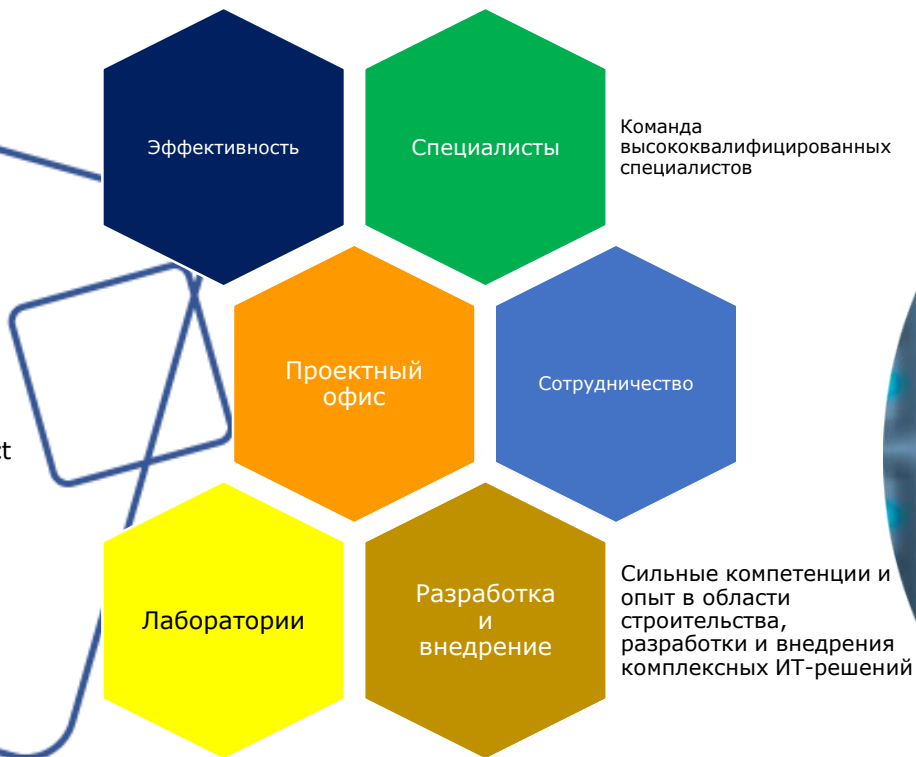 Эффективность
Специалисты
Команда
высококвалифицированных
специалистов
Проектный
офис
Сотрудничество
ct
Лаборатории
Разработка
и
внедрение
Сильные компетенции и
опыт в области
строительства,
разработки и внедрения
комплексных ИТ-решений